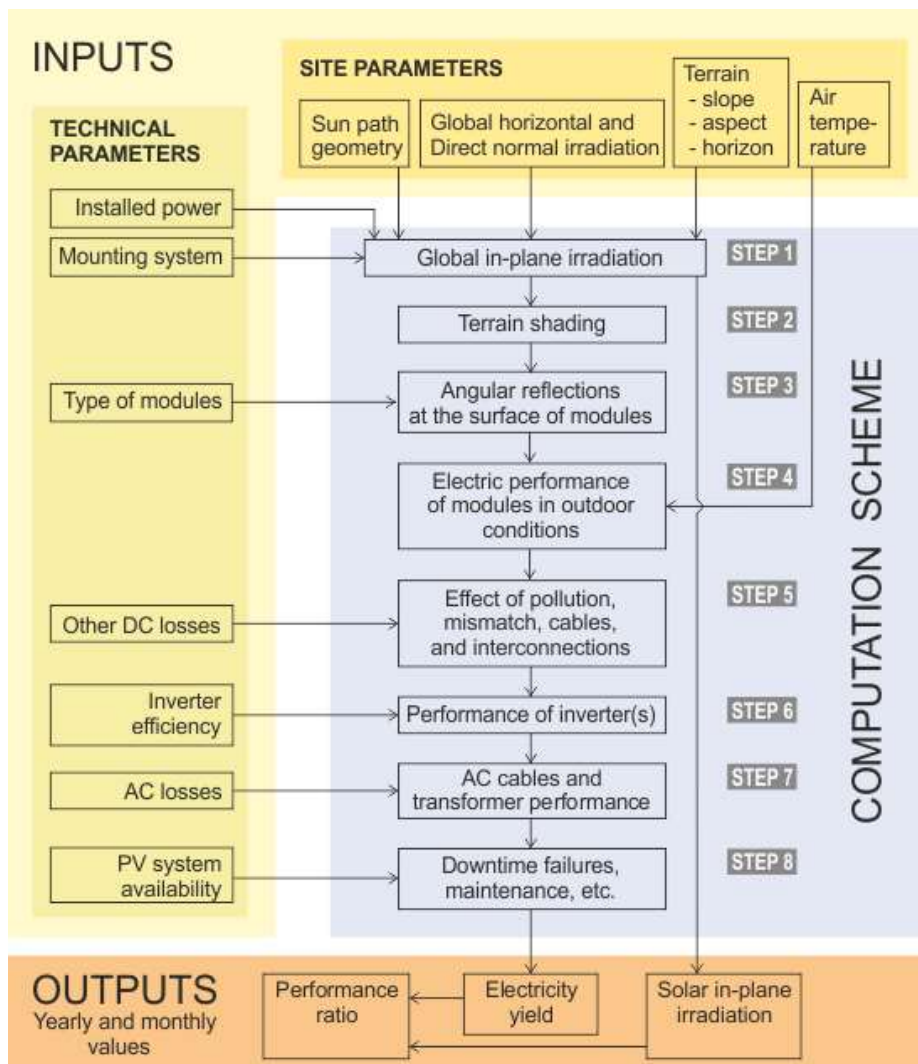 INPUTS
SITE PARAMETERS
Sun path
geometry
Global horizontal and
Direct normal irradiation
Terrain
- slope
- aspect
- horizon
Air
tempe-
rature
TECHNICAL
PARAMETERS
Installed power
Mounting system
Type of modules
Other DC losses
Inverter
efficiency
AC losses
PV system
availability
Global in-plane irradiation
STEP 1
Terrain shading
STEP 2
Angular reflections
at the surface of modules
STEP 3
Electric performance
of modules in outdoor
conditions
STEP 4
Effect of pollution,
mismatch, cables,
and interconnections
STEP 5
Performance of inverter(s)
STEP 6
AC cables and
transformer performance
STEP 7
Downtime failures,
maintenance, etc.
STEP 8
COMPUTATION SCHEME
OUTPUTS
Yearly and monthly
values
Performance
ratio
Electricity
yield
Solar in-plane
irradiation